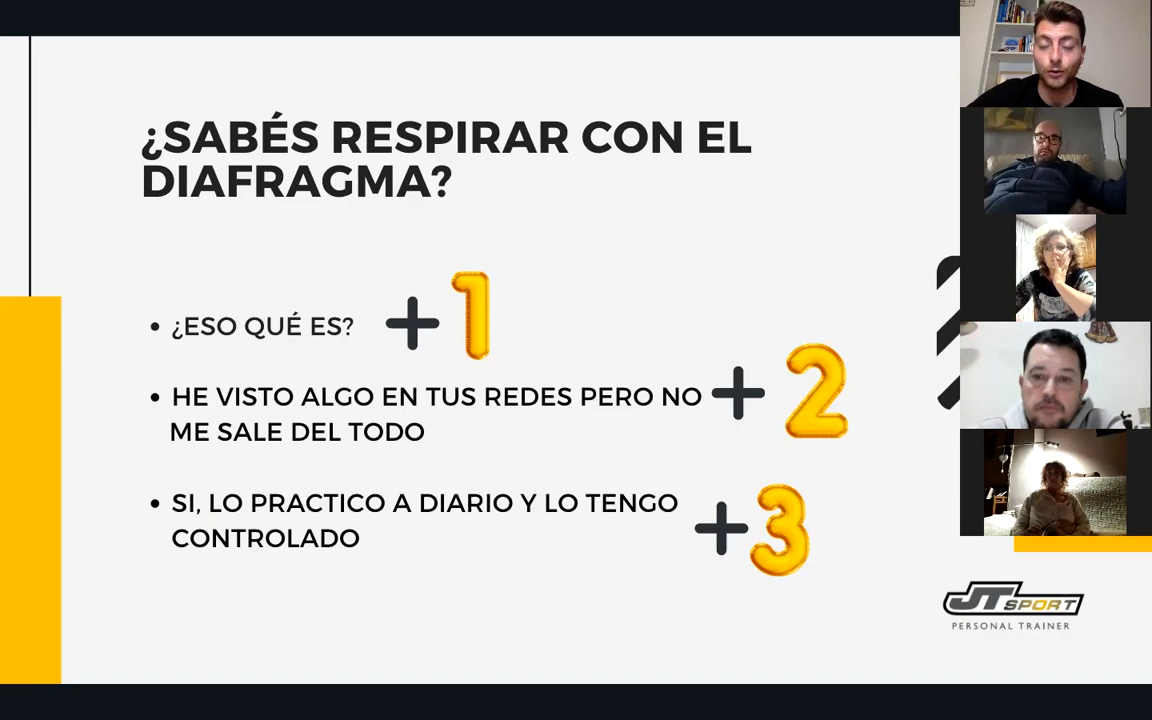 ¿SABÉS RESPIRAR CON EL
DIAFRAGMA?
• ¿ESO QUÉ ES? +1
• HE VISTO ALGO EN TUS REDES PERO NO +2
ME SALE DEL TODO
• SI, LO PRACTICO A DIARIO Y LO TENGO +3
CONTROLADO
JT SPORT
PERSONAL TRAINER